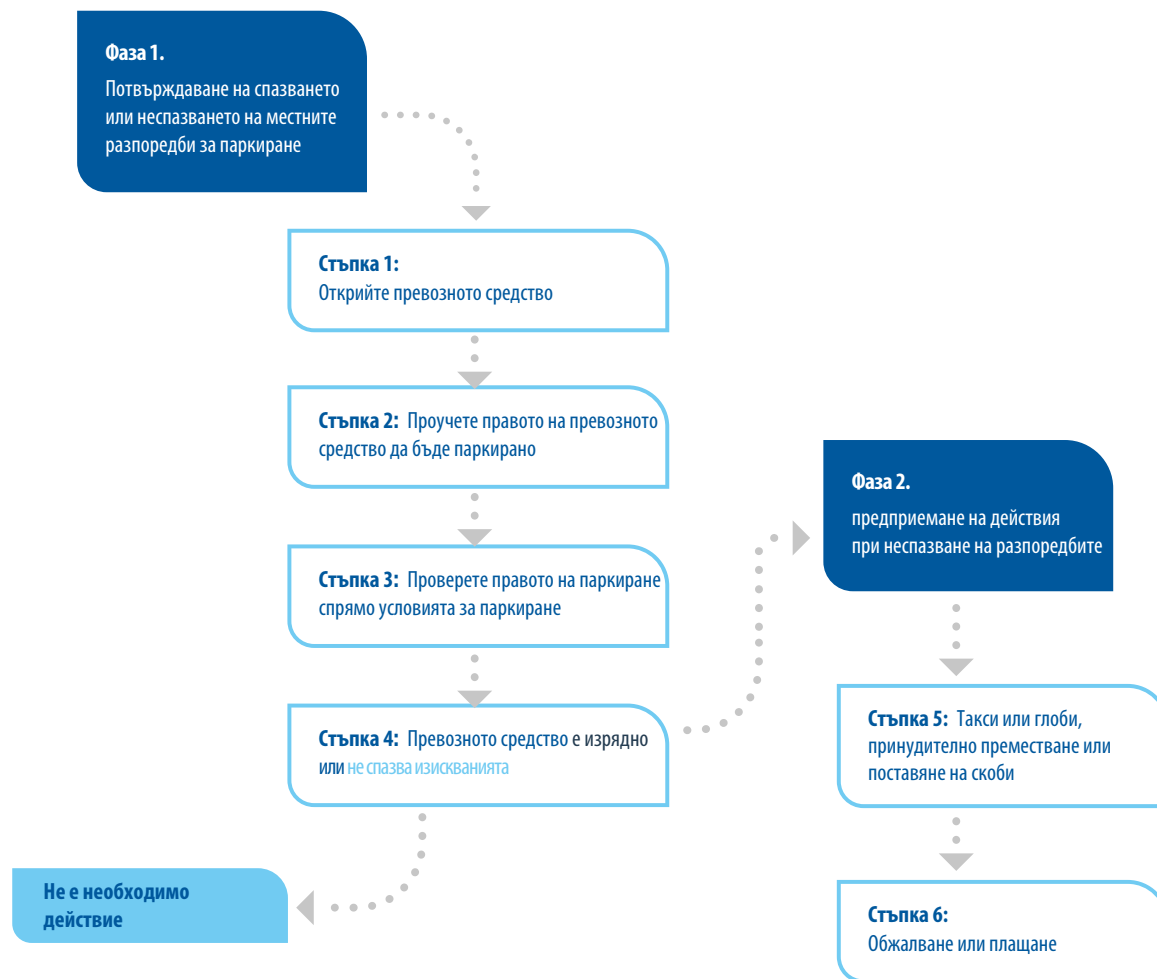 Фаза 1.
Потвърждаване на спазването
или неспазването на местните
разпоредби за паркиране
Стъпка 1:
Открийте превозното средство
Стъпка 2: Проучете правото на превозното
средство да бъде паркирано
Стъпка 3: Проверете правото на паркиране
спрямо условията за паркиране
Стъпка 4: Превозното средство е изрядно
или не спазва изискванията
Не е необходимо
действие
Фаза 2.
предприемане на действия
при неспазване на разпоредбите
Стъпка 5: Такси или глоби,
принудително преместване или
поставяне на скоби
Стъпка 6:
Обжалване или плащане